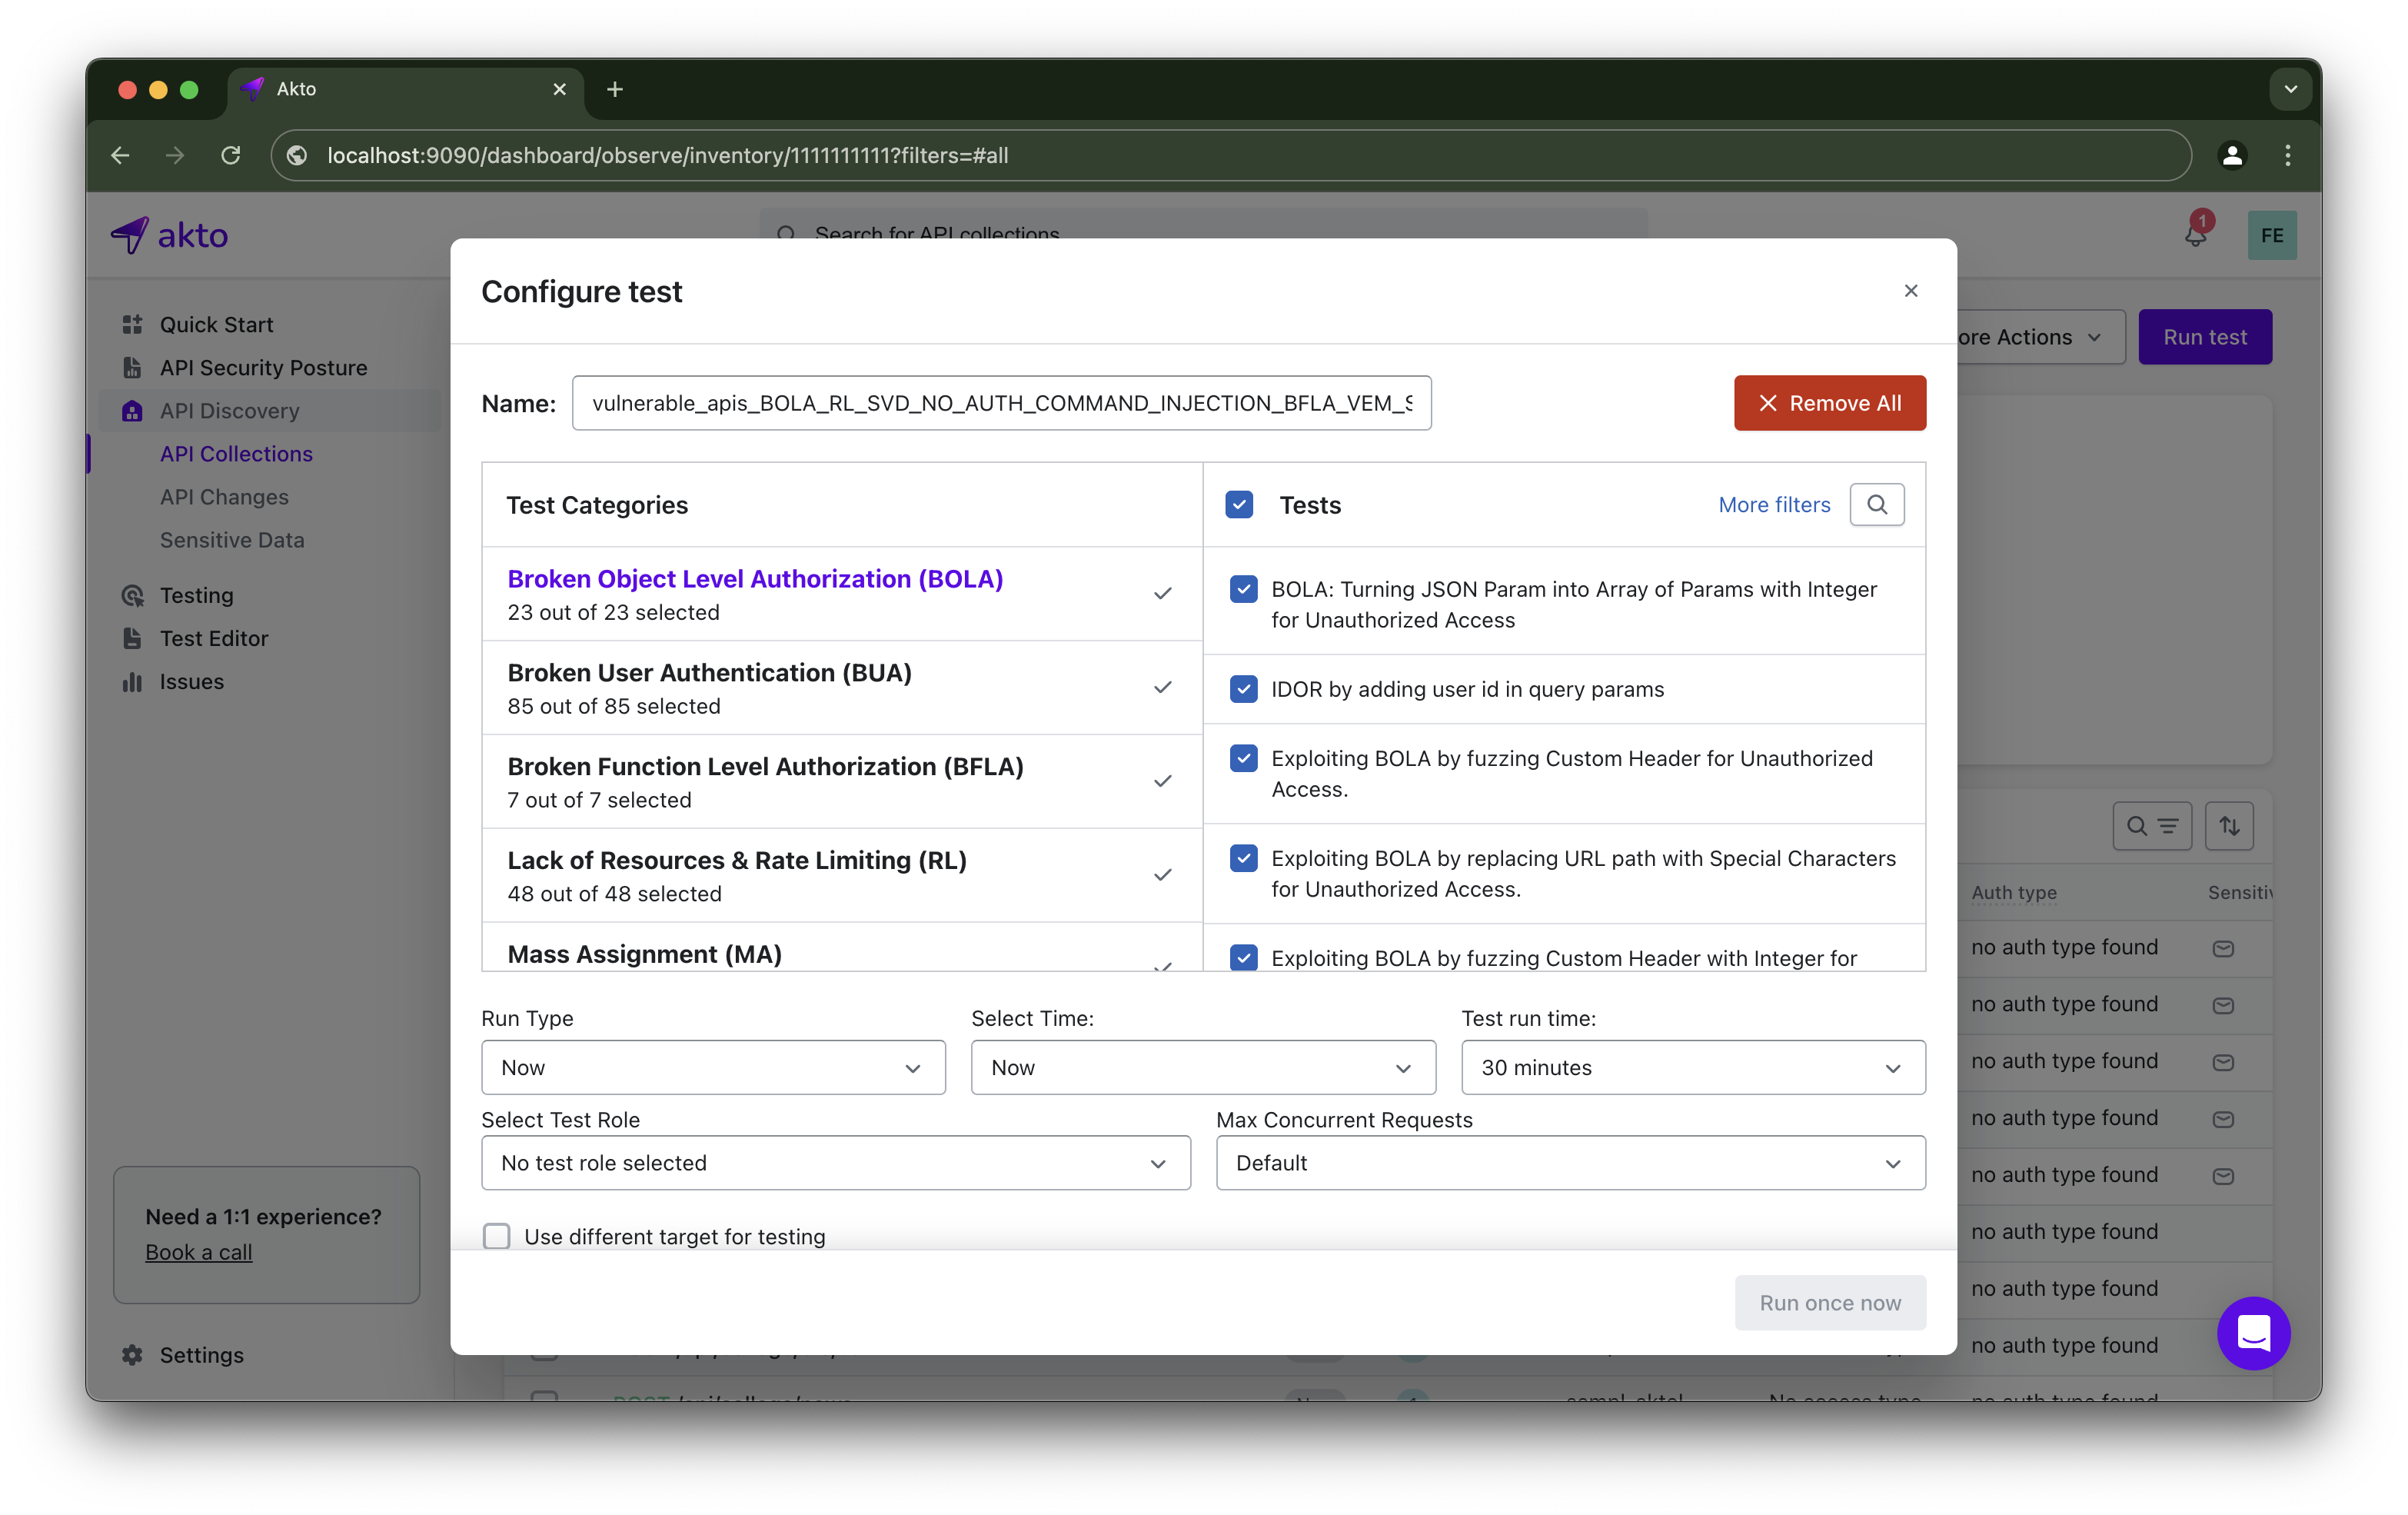 Akto
localhost:9090/dashboard/observe/inventory/1111111111?filters=#all
akto
Search for API collections
1
FE
Quick Start
API Security Posture
API Discovery
API Collections
API Changes
Sensitive Data
Testing
Test Editor
Issues
Need a 1:1 experience?
Book a call
Settings
ore Actions
Run test
Configure test
Name:
vulnerable_apis_BOLA_RL_SVD_NO_AUTH_COMMAND_INJECTION_BFLA_VEM_S
Remove All
Test Categories
Broken Object Level Authorization (BOLA)
23 out of 23 selected
Broken User Authentication (BUA)
85 out of 85 selected
Broken Function Level Authorization (BFLA)
7 out of 7 selected
Lack of Resources & Rate Limiting (RL)
48 out of 48 selected
Mass Assignment (MA)
Tests
More filters
BOLA: Turning JSON Param into Array of Params with Integer
for Unauthorized Access
IDOR by adding user id in query params
Exploiting BOLA by fuzzing Custom Header for Unauthorized
Access.
Exploiting BOLA by replacing URL path with Special Characters
for Unauthorized Access.
Exploiting BOLA by fuzzing Custom Header with Integer for
Run Type
Now
Select Time:
Now
Test run time:
30 minutes
Select Test Role
No test role selected
Max Concurrent Requests
Default
Use different target for testing
Run once now
Auth type
Sensitiv
no auth type found
no auth type found
no auth type found
no auth type found
no auth type found
no auth type found
no auth type found
no auth type found
no auth type found